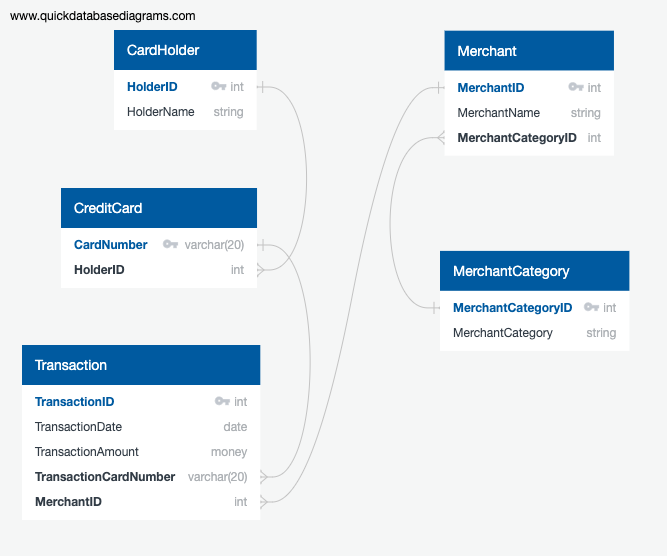 www.quickdatabasediagrams.com
CardHolder
HolderID int
HolderName string
CreditCard
CardNumber varchar(20)
HolderID int
Transaction
TransactionID int
TransactionDate date
TransactionAmount money
TransactionCardNumber varchar(20)
MerchantID int
Merchant
MerchantID int
MerchantName string
MerchantCategoryID int
MerchantCategory
MerchantCategoryID int
MerchantCategory string